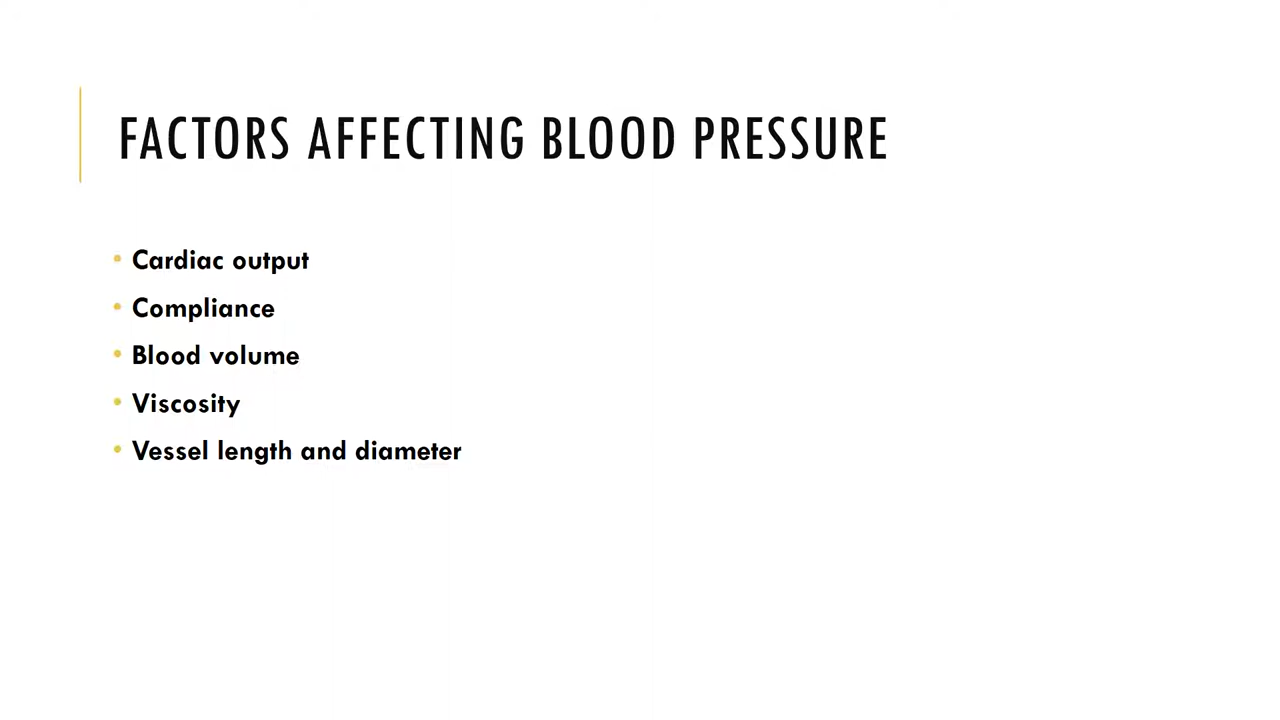 FACTORS AFFECTING BLOOD PRESSURE
• Cardiac output
• Compliance
• Blood volume
• Viscosity
• Vessel length and diameter